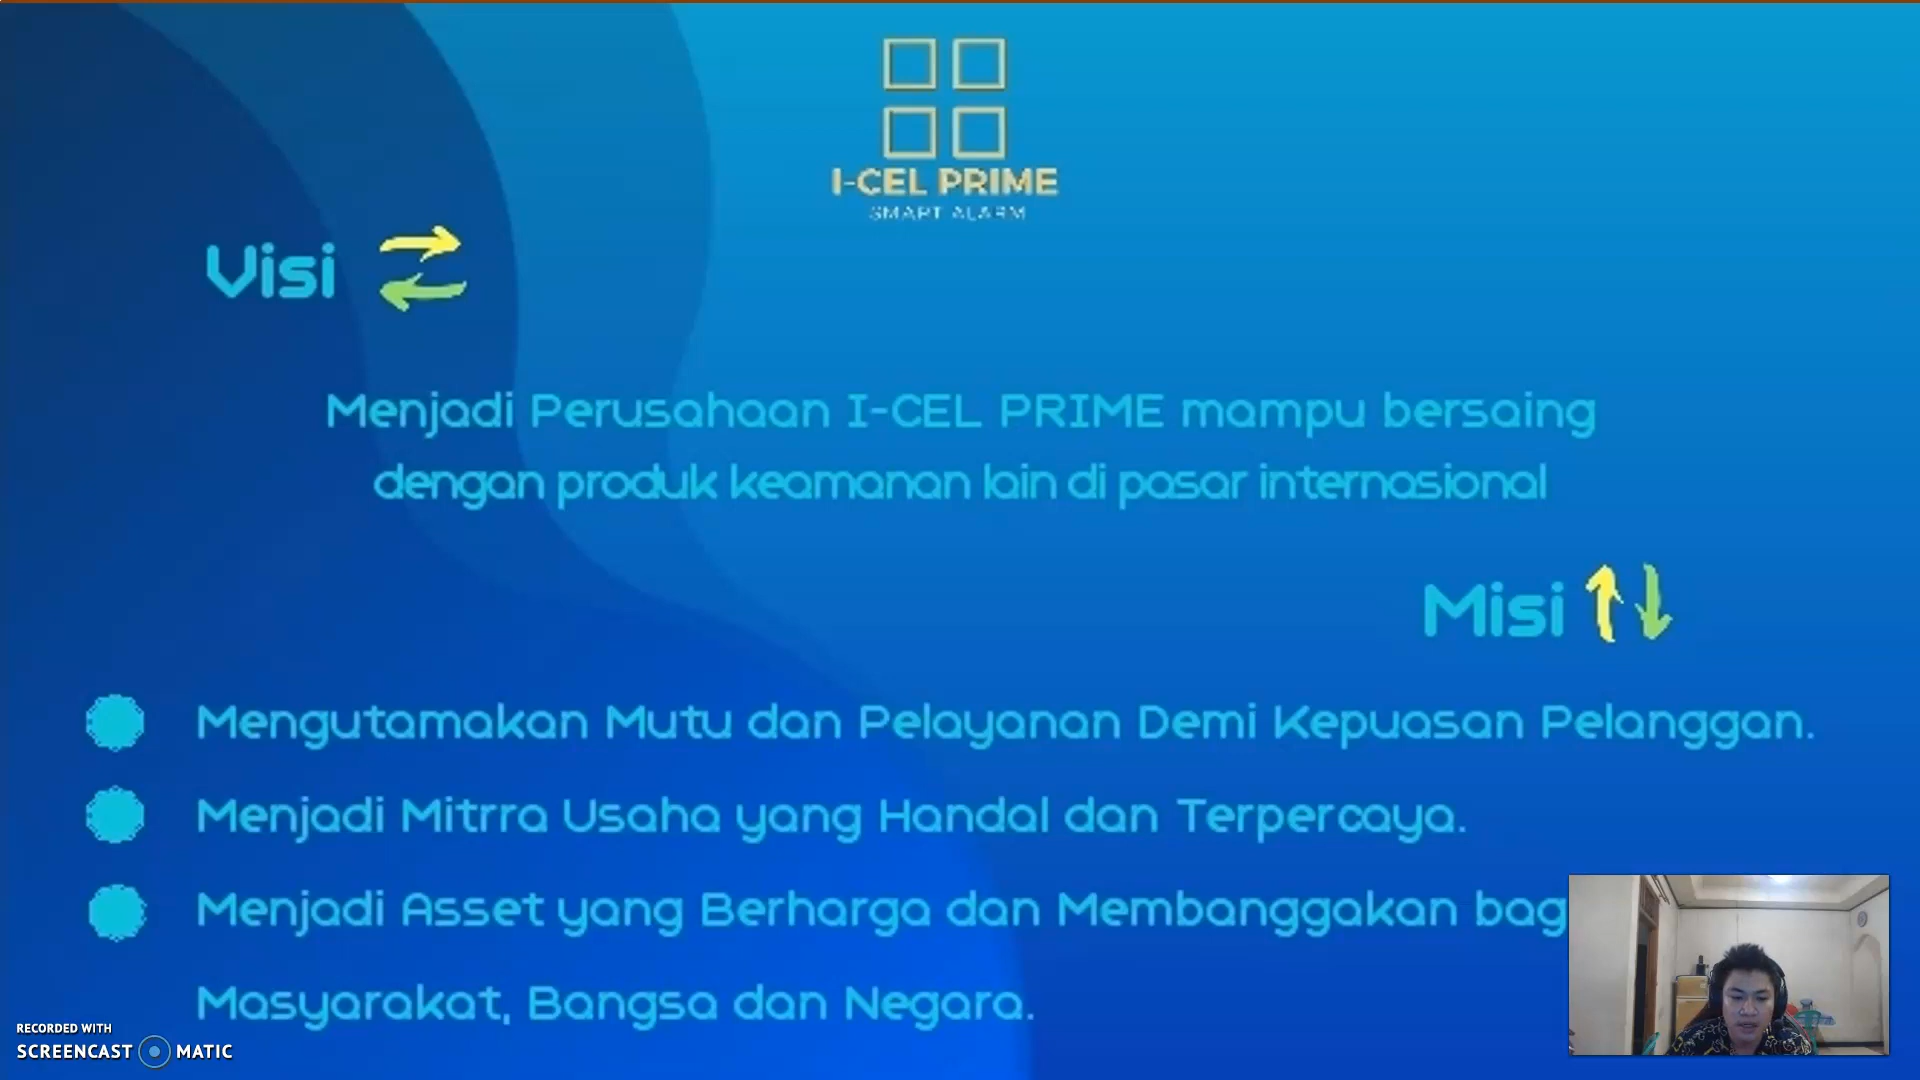 I-CEL PRIME
SMART ALARM
Visi
Menjadi Perusahaan I-CEL PRIME mampu bersaing
dengan produk keamanan lain di pasar internasional
Misi
Mengutamakan Mutu dan Pelayanan Demi Kepuasan Pelanggan.
Menjadi Mitrra Usaha yang Handal dan Terpercaya.
Menjadi Asset yang Berharga dan Membanggakan bag
Masyarakat, Bangsa dan Negara.
RECORDED WITH
SCREENCAST MATIC